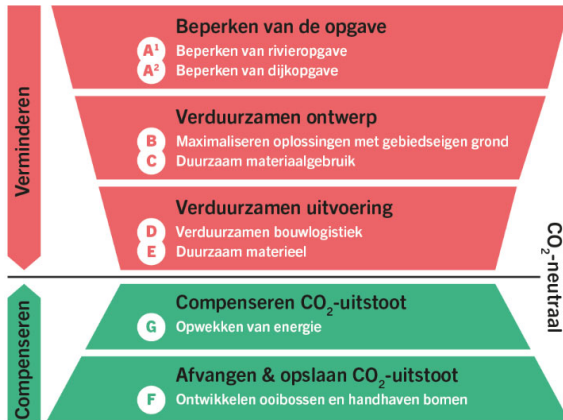 Verminderen
Beperken van de opgave
A¹ Beperken van rivieropgave
A² Beperken van dijkopgave
Verduurzamen ontwerp
B Maximaliseren oplossingen met gebiedseigen grond
C Duurzaam materiaalgebruik
Verduurzamen uitvoering
D Verduurzamen bouwlogistiek
E Duurzaam materieel
CO₂-neutraal
Compenseren
Compenseren CO₂-uitstoot
G Opwekken van energie
Afvangen & opslaan CO₂-uitstoot
F Ontwikkelen ooibossen en handhaven bomen